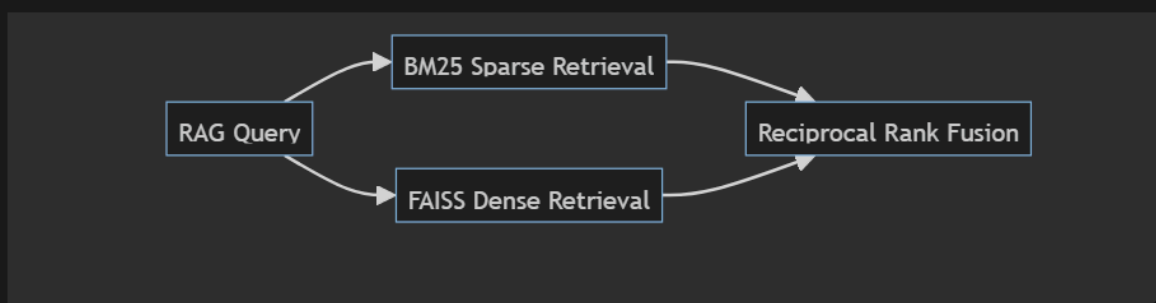 RAG Query
BM25 Sparse Retrieval
FAISS Dense Retrieval
Reciprocal Rank Fusion